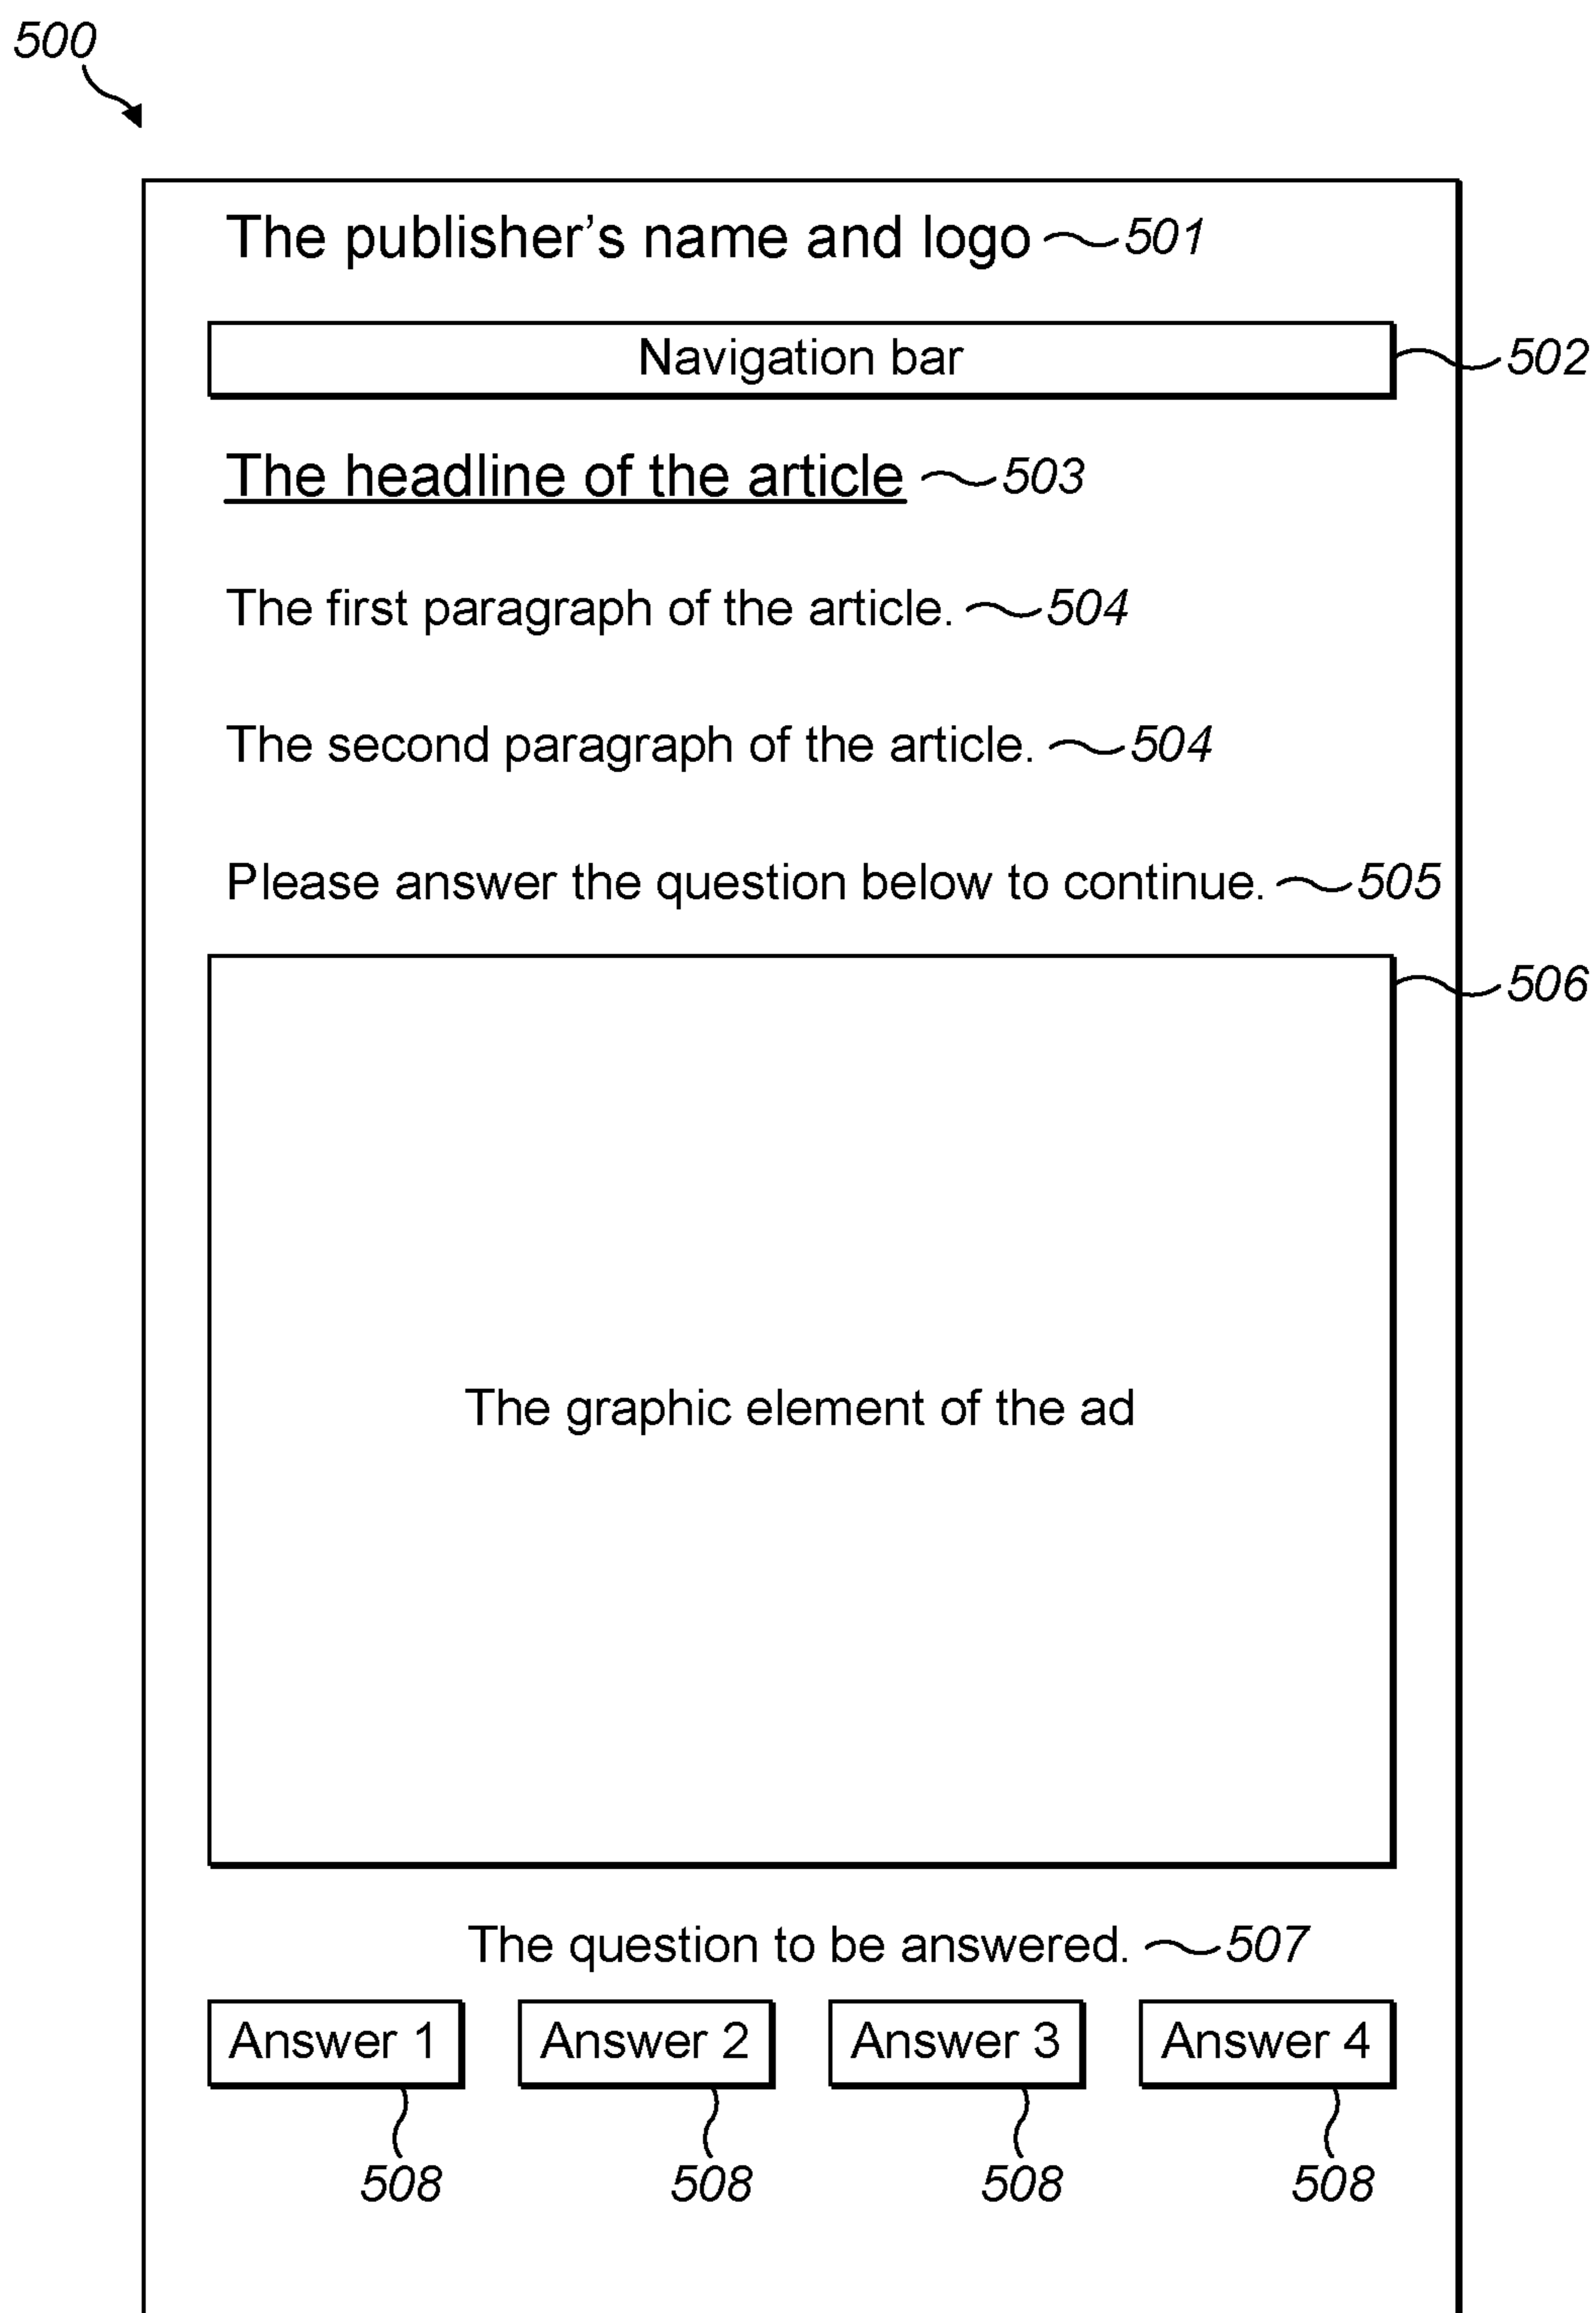 500
The publisher’s name and logo 501
Navigation bar 502
The headline of the article 503
The first paragraph of the article. 504
The second paragraph of the article. 504
Please answer the question below to continue. 505
506
The graphic element of the ad
The question to be answered. 507
Answer 1 Answer 2 Answer 3 Answer 4
508 508 508 508